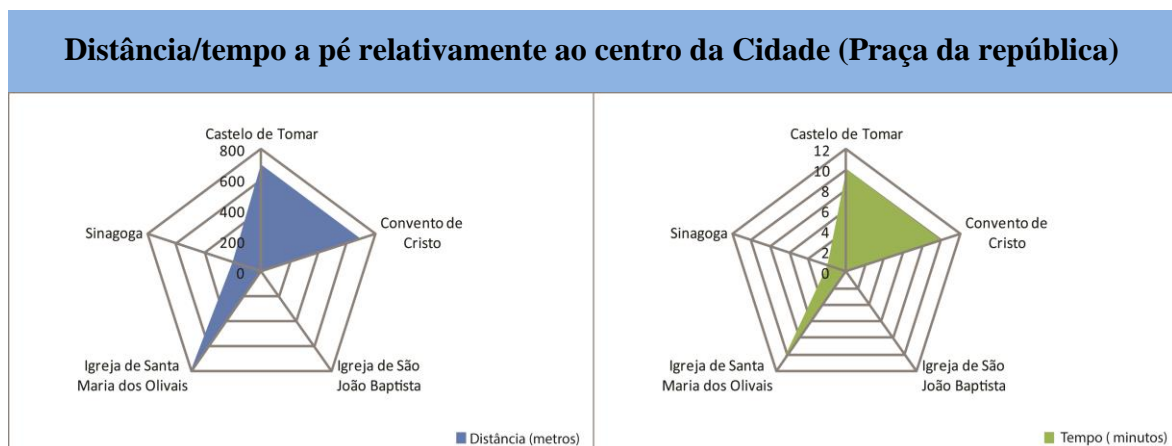 Distância/tempo a pé relativamente ao centro da Cidade (Praça da república)
Castelo de Tomar
800
600
400
200
0
Convento de
Cristo
Igreja de São
João Baptista
Igreja de Santa
Maria dos Olivais
Sinagoga
Distância (metros)
Castelo de Tomar
12
10
8
6
4
2
0
Convento de
Cristo
Igreja de São
João Baptista
Igreja de Santa
Maria dos Olivais
Sinagoga
Tempo ( minutos)